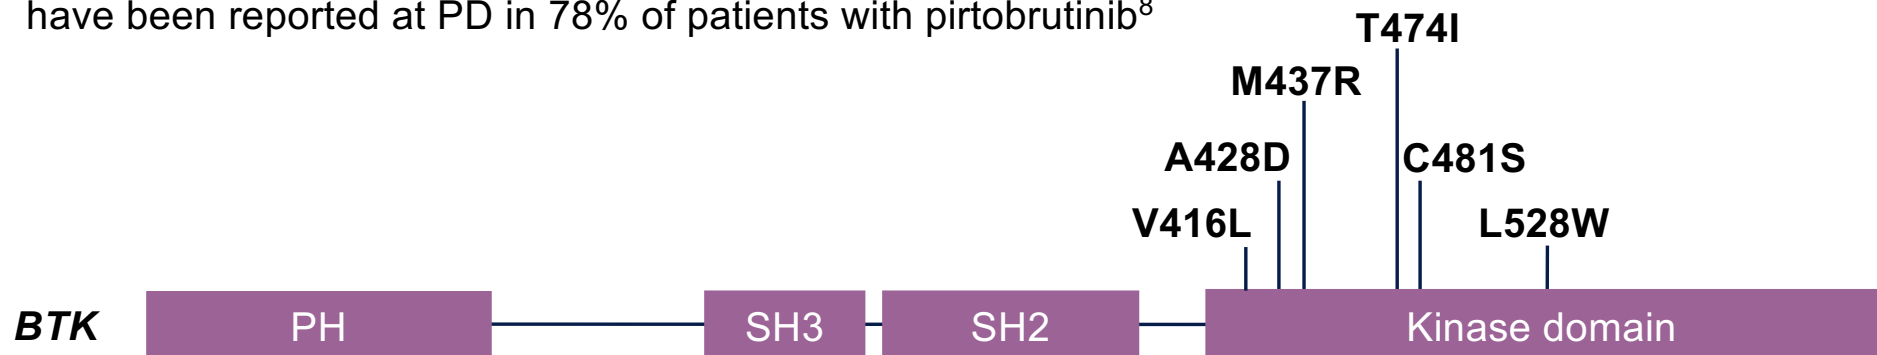 have been reported at PD in 78% of patients with pirtobrutinib⁸
T474I
M437R
A428D
C481S
V416L
L528W
BTK
PH
SH3
SH2
Kinase domain